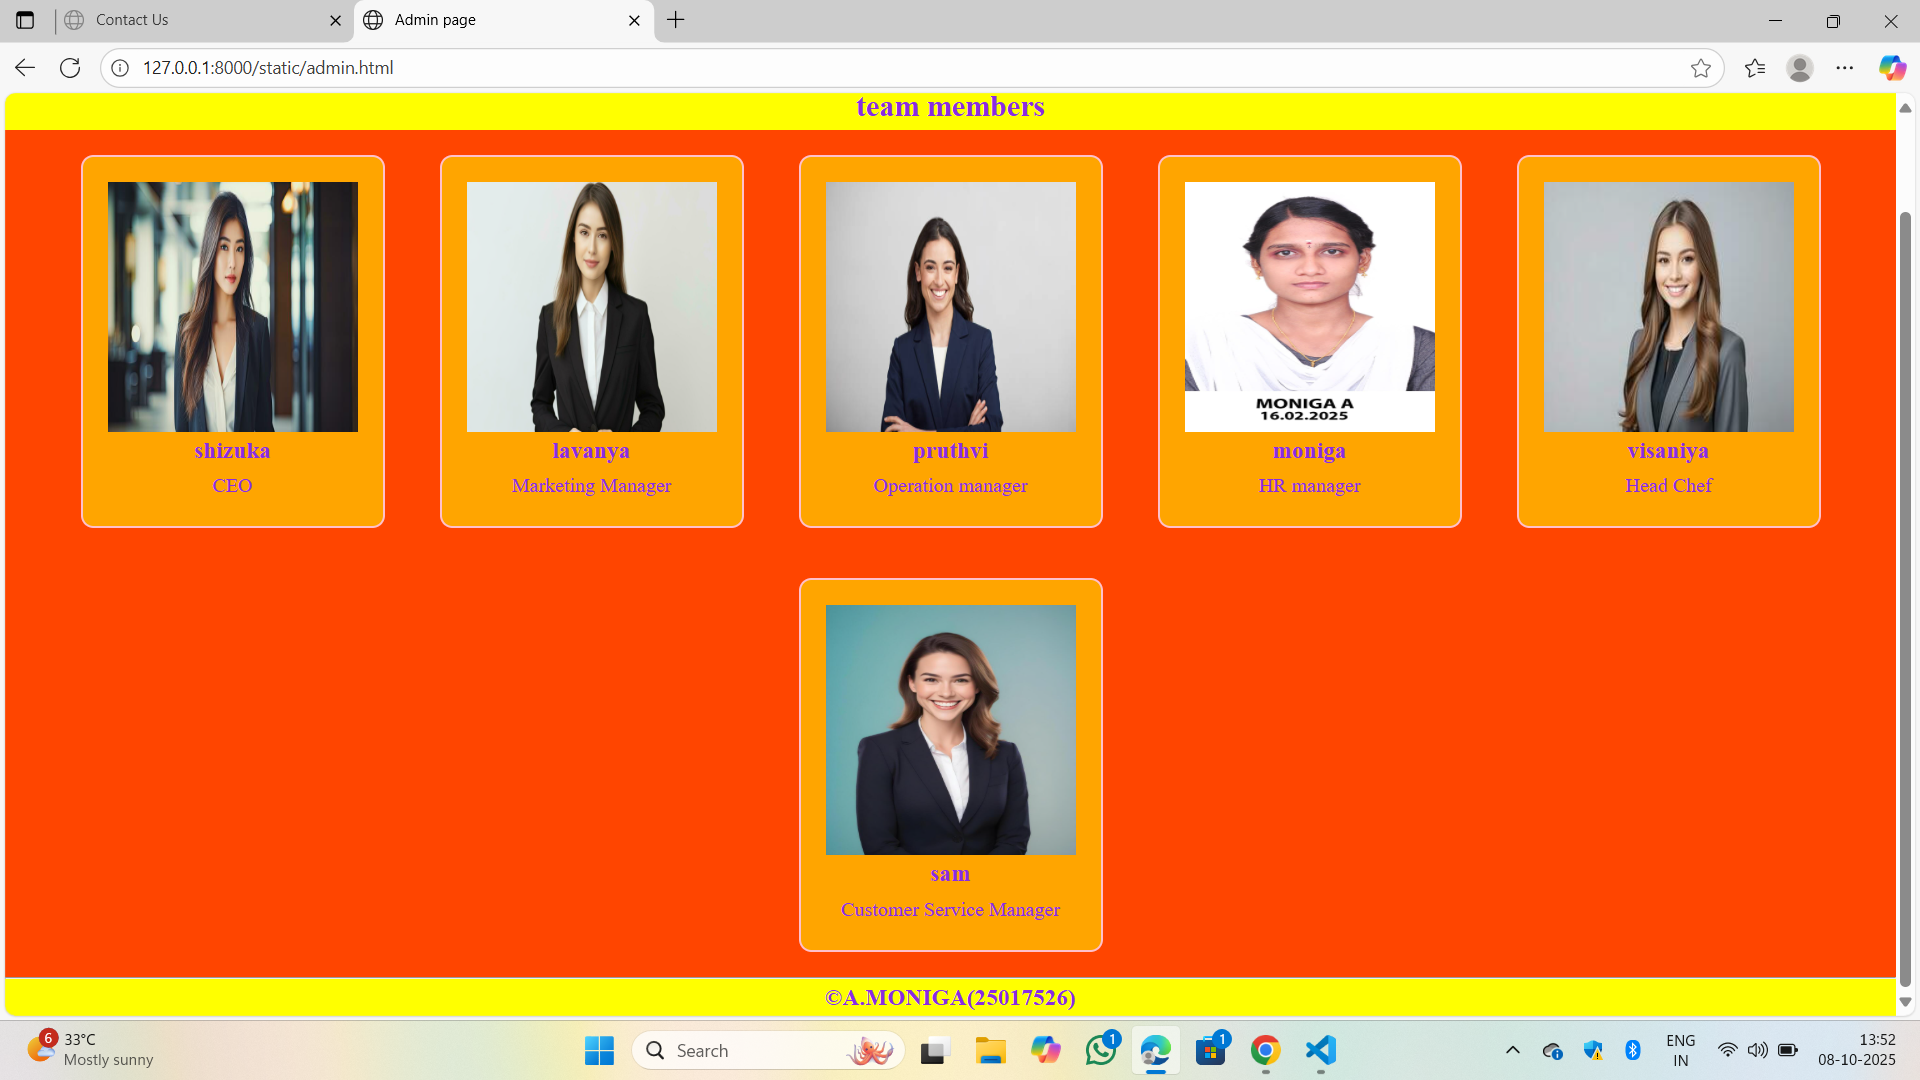 Contact Us
Admin page
127.0.0.1:8000/static/admin.html
team members
MONIGA A
16.02.2025
shizuka
CEO
lavanya
Marketing Manager
pruthvi
Operation manager
moniga
HR manager
visaniya
Head Chef
sam
Customer Service Manager
©A.MONIGA(25017526)
6
33°C
Mostly sunny
Search
1
1
ENG
IN
13:52
08-10-2025